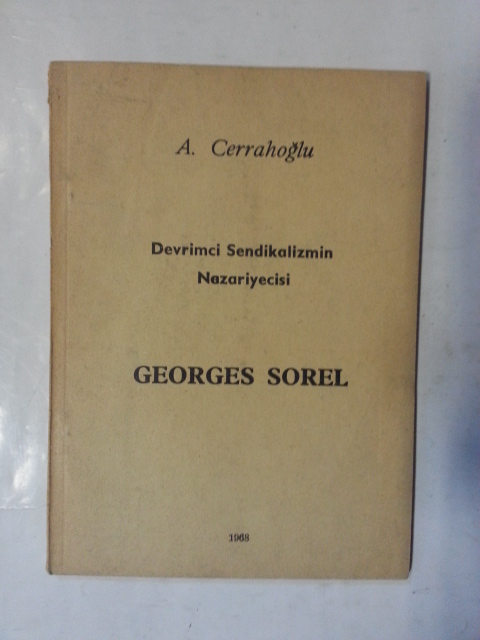 A. Cerrahoğlu
Devrimci Sendikalizmin
Nazariyecisi
GEORGES SOREL
1968